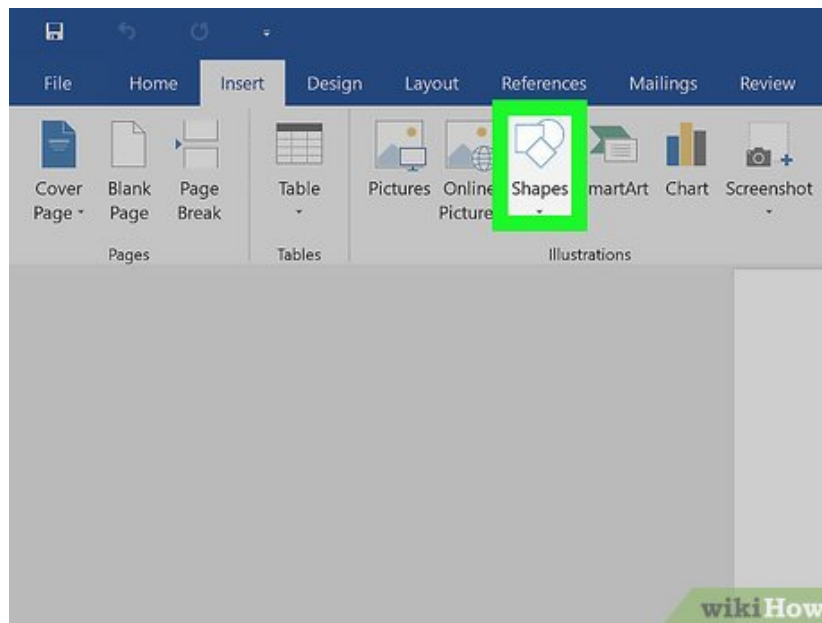 File Home Insert Design Layout References Mailings Review
Cover Page Blank Page Page Break Table Pictures Online Picture Shapes martArt Chart Screenshot
Pages Tables Illustrations
wikiHow